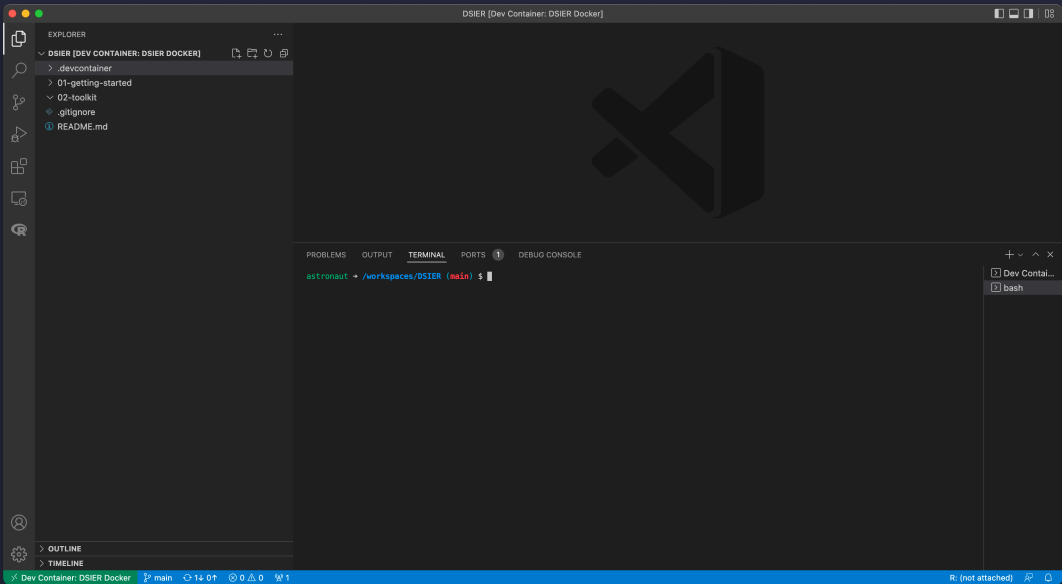 DSIER [Dev Container: DSIER Docker]
EXPLORER
DSIER [DEV CONTAINER: DSIER DOCKER]
.devcontainer
01-getting-started
02-toolkit
.gitignore
README.md
OUTLINE
TIMELINE
PROBLEMS OUTPUT TERMINAL PORTS 1 DEBUG CONSOLE
astronaut → /workspaces/DSIER (main) $
Dev Contai...
bash
Dev Container: DSIER Docker main 1↓ 0↑ 0 0 1 R: (not attached)